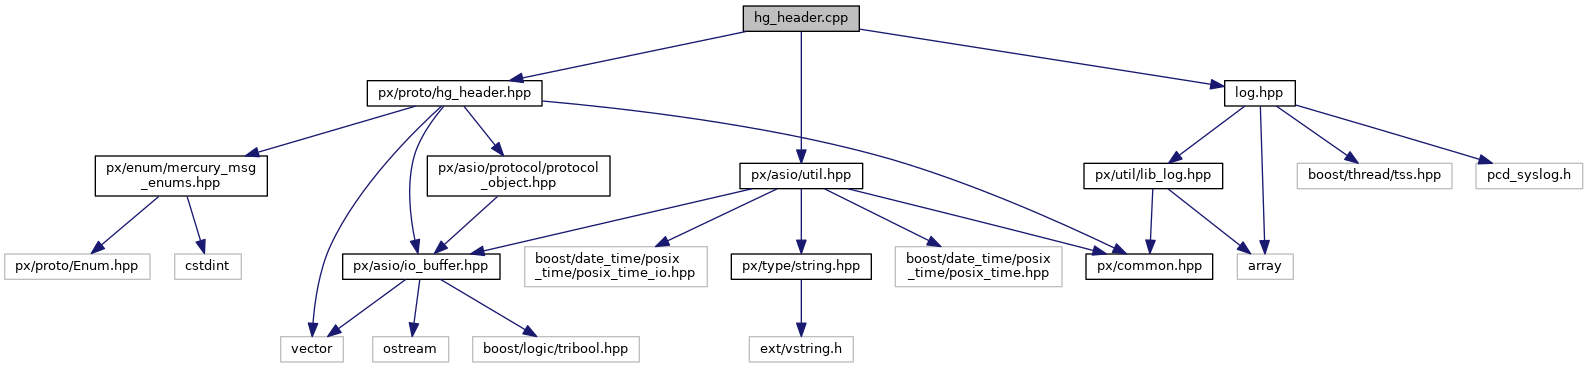 hg_header.cpp
px/proto/hg_header.hpp
log.hpp
px/enum/mercury_msg
_enums.hpp
px/asio/protocol/protocol
_object.hpp
px/asio/util.hpp
px/util/lib_log.hpp
boost/thread/tss.hpp
pcd_syslog.h
px/proto/Enum.hpp
cstdint
px/asio/io_buffer.hpp
boost/date_time/posix
_time/posix_time_io.hpp
px/type/string.hpp
boost/date_time/posix
_time/posix_time.hpp
px/common.hpp
array
vector
ostream
boost/logic/tribool.hpp
ext/vstring.h